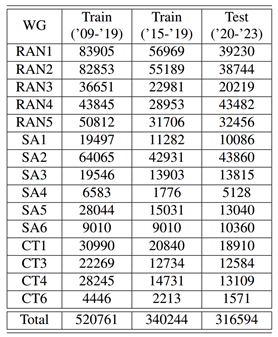 WG Train Train Test
('09-'19) ('15-'19) ('20-'23)
RAN1 83905 56969 39230
RAN2 82853 55189 38744
RAN3 36651 22981 20219
RAN4 43845 28953 43482
RAN5 50812 31706 32456
SA1 19497 11282 10086
SA2 64065 42931 43860
SA3 19546 13903 13815
SA4 6583 1776 5128
SA5 28044 15031 13040
SA6 9010 9010 10360
CT1 30990 20840 18910
CT3 22269 12734 12584
CT4 28245 14731 13109
CT6 4446 2213 1571
Total 520761 340244 316594